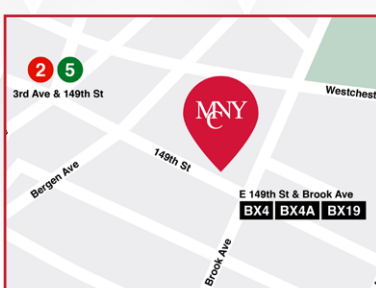 2 5
3rd Ave & 149th St
Westchest
MCNY
149th St
Bergen Ave
E 149th St & Brook Ave
BX4 BX4A BX19
Brook Ave